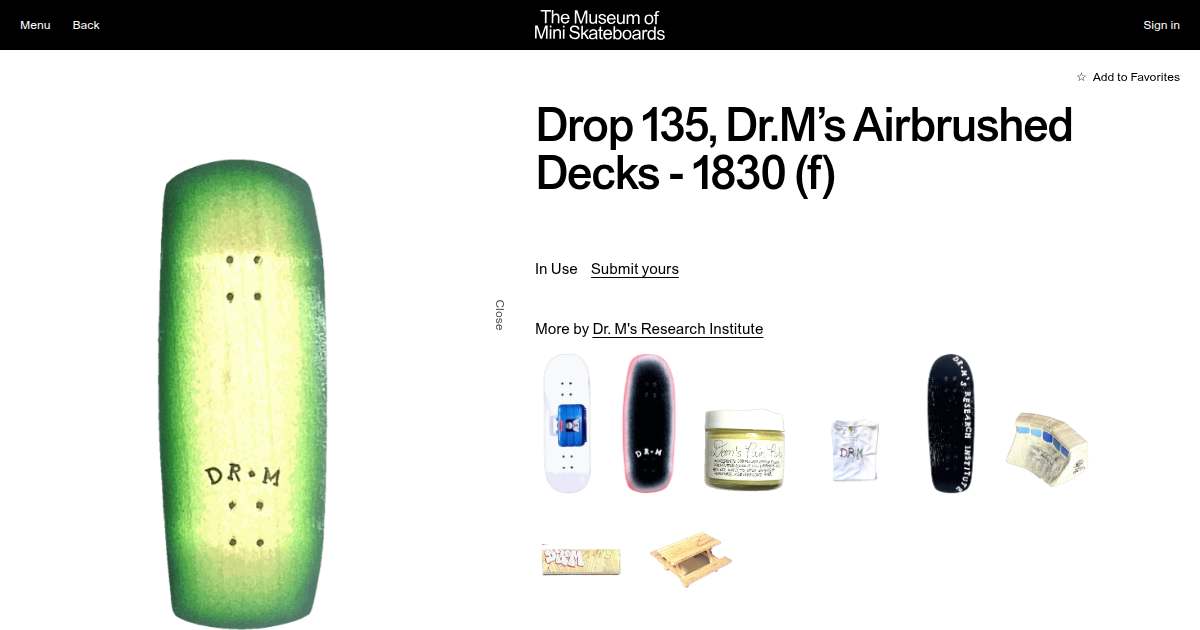 Menu
Back
The Museum of
Mini Skateboards
Sign in
☆ Add to Favorites
Drop 135, Dr.M’s Airbrushed
Decks - 1830 (f)
In Use
Submit yours
Close
More by Dr. M's Research Institute
DR•M
DR•M
DR.M'S RESEARCH INSTITUTE
DRM